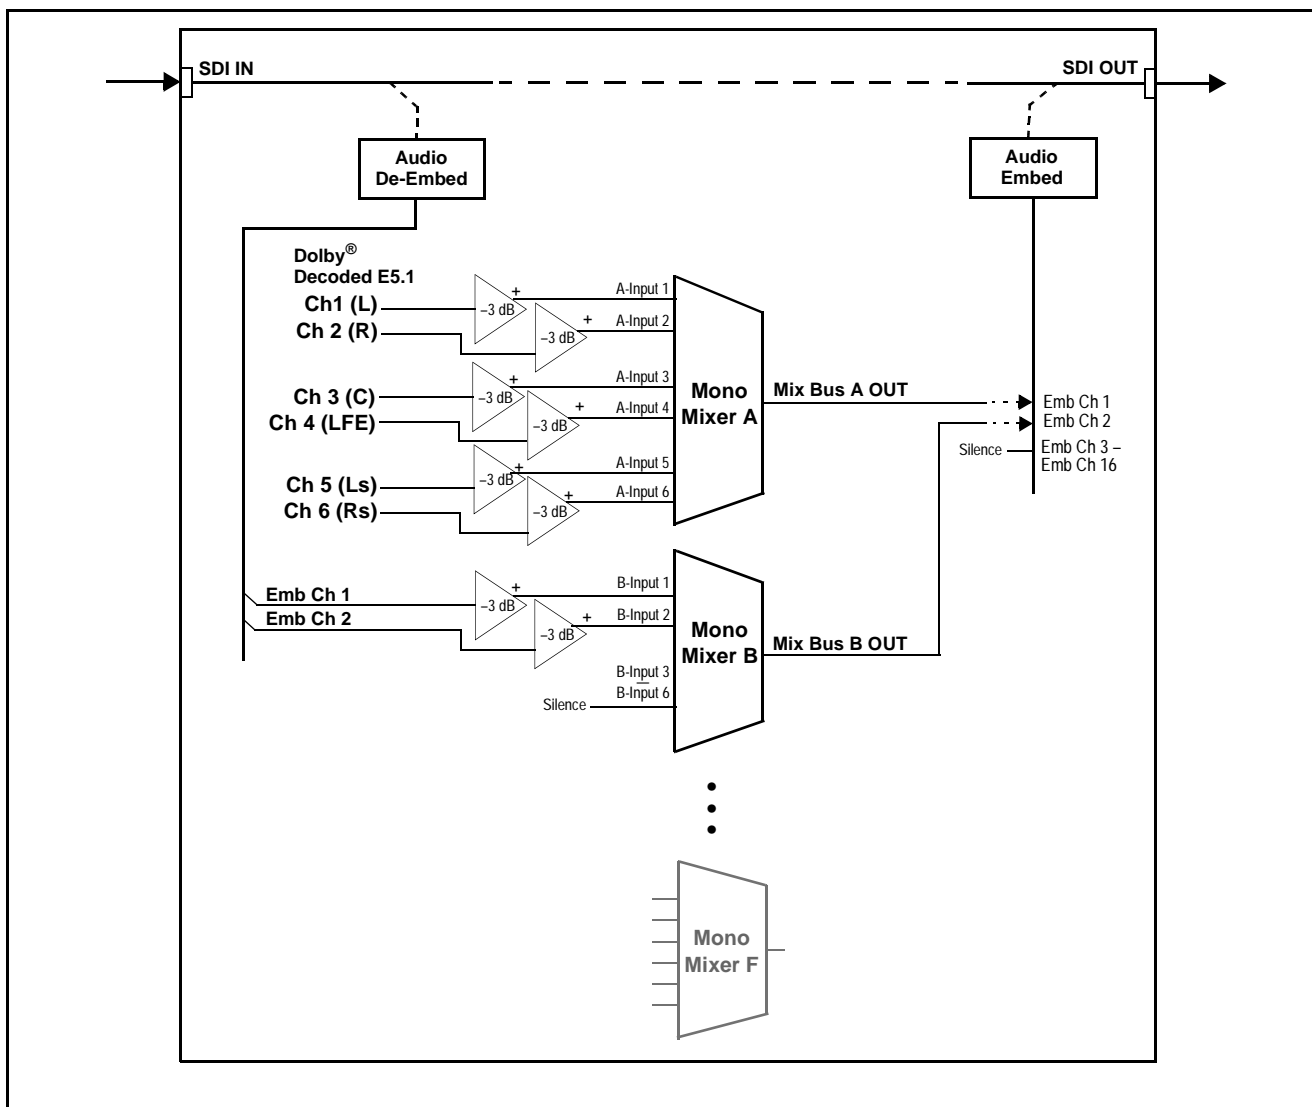 SDI IN
SDI OUT
Audio
De-Embed
Audio
Embed
Dolby®
Decoded E5.1
Ch1 (L)
–3 dB
+
A-Input 1
Ch 2 (R)
–3 dB
+
A-Input 2
Ch 3 (C)
–3 dB
+
A-Input 3
Ch 4 (LFE)
–3 dB
+
A-Input 4
Ch 5 (Ls)
–3 dB
+
A-Input 5
Ch 6 (Rs)
–3 dB
+
A-Input 6
Mono
Mixer A
Mix Bus A OUT
Emb Ch 1
Emb Ch 2
Silence
Emb Ch 3 –
Emb Ch 16
Emb Ch 1
–3 dB
+
B-Input 1
Emb Ch 2
–3 dB
+
B-Input 2
B-Input 3
–
B-Input 6
Silence
Mono
Mixer B
Mix Bus B OUT
Mono
Mixer F